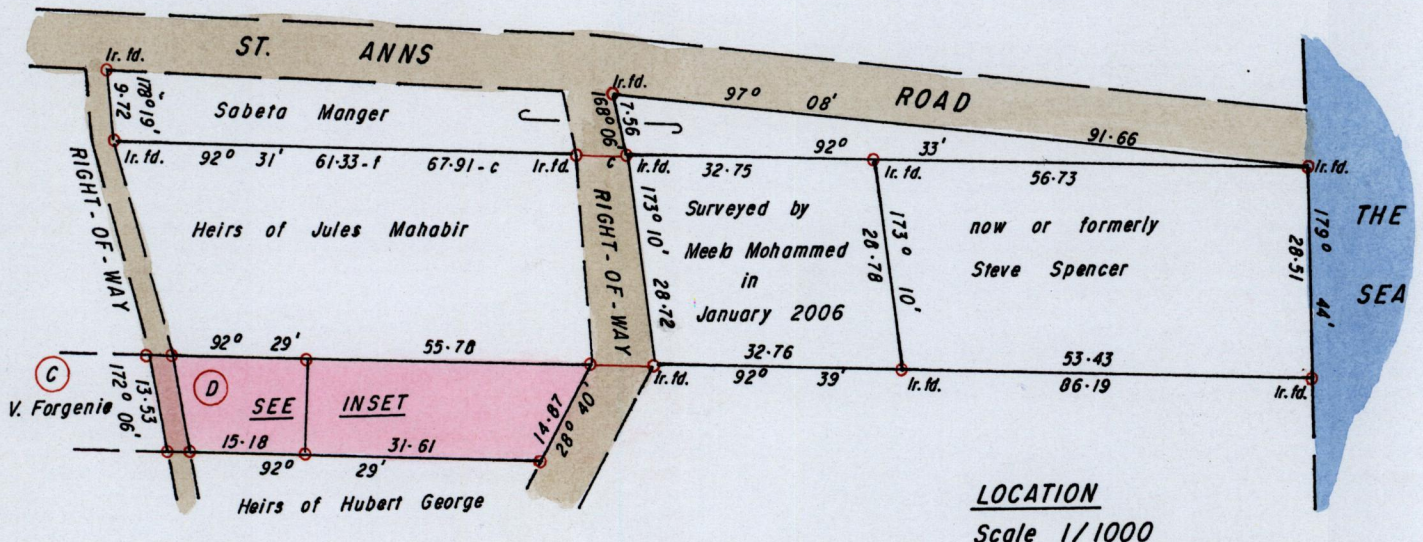 ST. ANNS ROAD
Ir. fd.
Ir. fd.
178° 19'
9·72
Sabeta Manger
168° 06'
7·56
97° 08'
91·66
Ir. fd.
92° 31' 61·33-f 67·91-c
Ir. fd.
c
Ir. fd.
32·75
92° 33'
Ir. fd.
56·73
Ir. fd.
RIGHT-OF-WAY
Heirs of Jules Mahabir
RIGHT-OF-WAY
173° 10'
28·72
Surveyed by
Meela Mohammed
in
January 2006
173° 10'
28·78
now or formerly
Steve Spencer
179° 44'
28·51
THE
SEA
92° 29' 55·78
32·76
53·43
Ir. fd.
92° 39'
Ir. fd.
86·19
Ir. fd.
C
V. Forgenie
13·53
172° 06'
D
SEE INSET
14·87
28° 40'
15·18
31·61
92° 29'
Heirs of Hubert George
LOCATION
Scale 1/1000